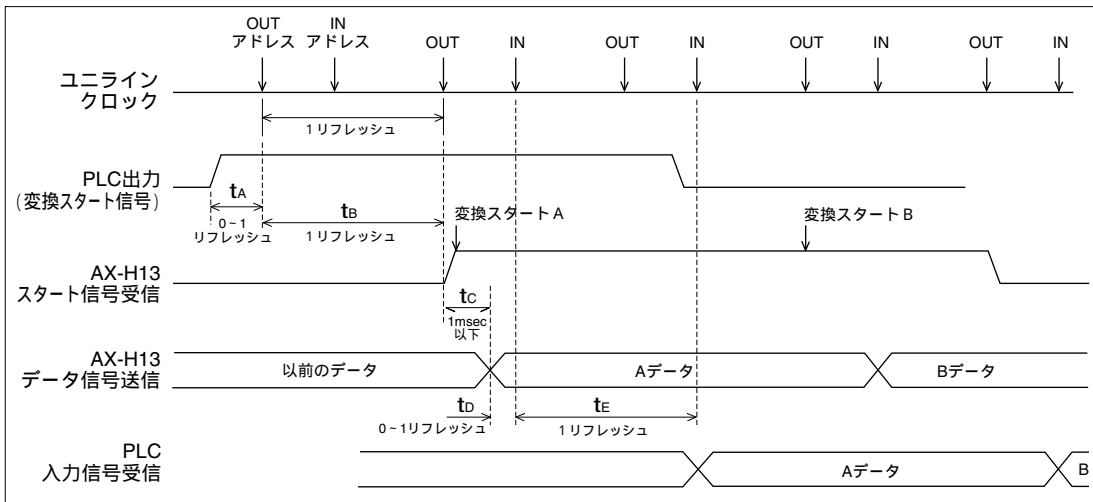 OUT
アドレス
IN
アドレス
OUT
IN
OUT
IN
OUT
IN
OUT
IN
ユニライン
クロック
1リフレッシュ
PLC出力
(変換スタート信号)
tA
0~1
リフレッシュ
tB
1リフレッシュ
変換スタートA
変換スタートB
AX-H13
スタート信号受信
tC
1msec
以下
AX-H13
データ信号送信
以前のデータ
Aデータ
Bデータ
tD
0~1リフレッシュ
tE
1リフレッシュ
PLC
入力信号受信
Aデータ
B